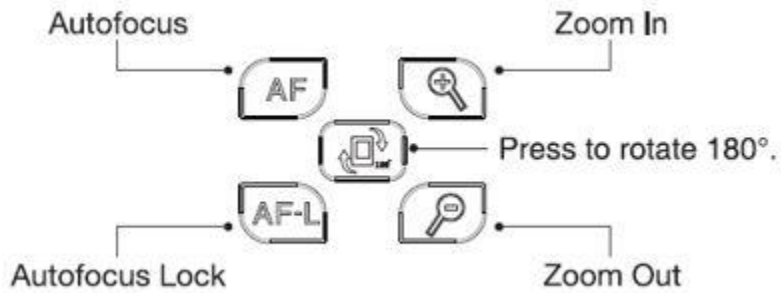 Autofocus
Zoom In
AF
Press to rotate 180°.
AF-L
Autofocus Lock
Zoom Out